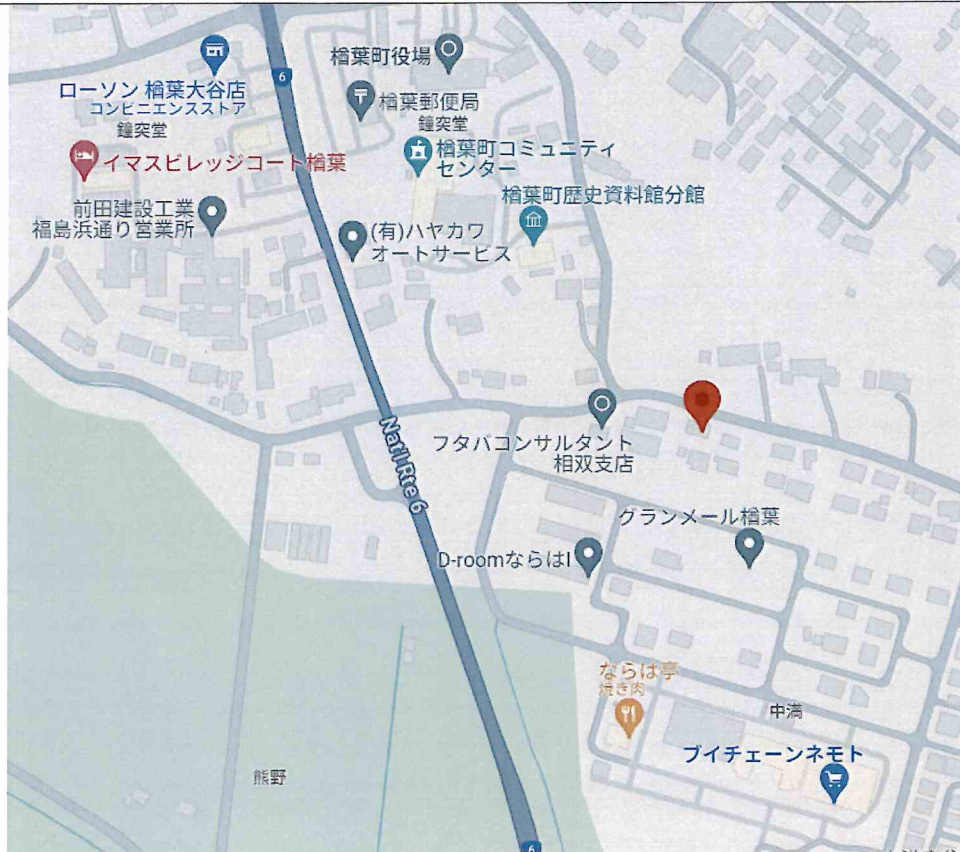 6
楢葉町役場
ローソン 楢葉大谷店
コンビニエンスストア
楢葉郵便局
鐘突堂
鐘突堂
楢葉町コミュニティ
センター
イマスビレッジコート楢葉
楢葉町歴史資料館分館
前田建設工業
福島浜通り営業所
(有)ハヤカワ
オートサービス
Nat'l Rte 6
フタバコンサルタント
相双支店
グランメール楢葉
D-roomならはI
ならは亭
焼き肉
中満
ブイチェーンネモト
熊野
6